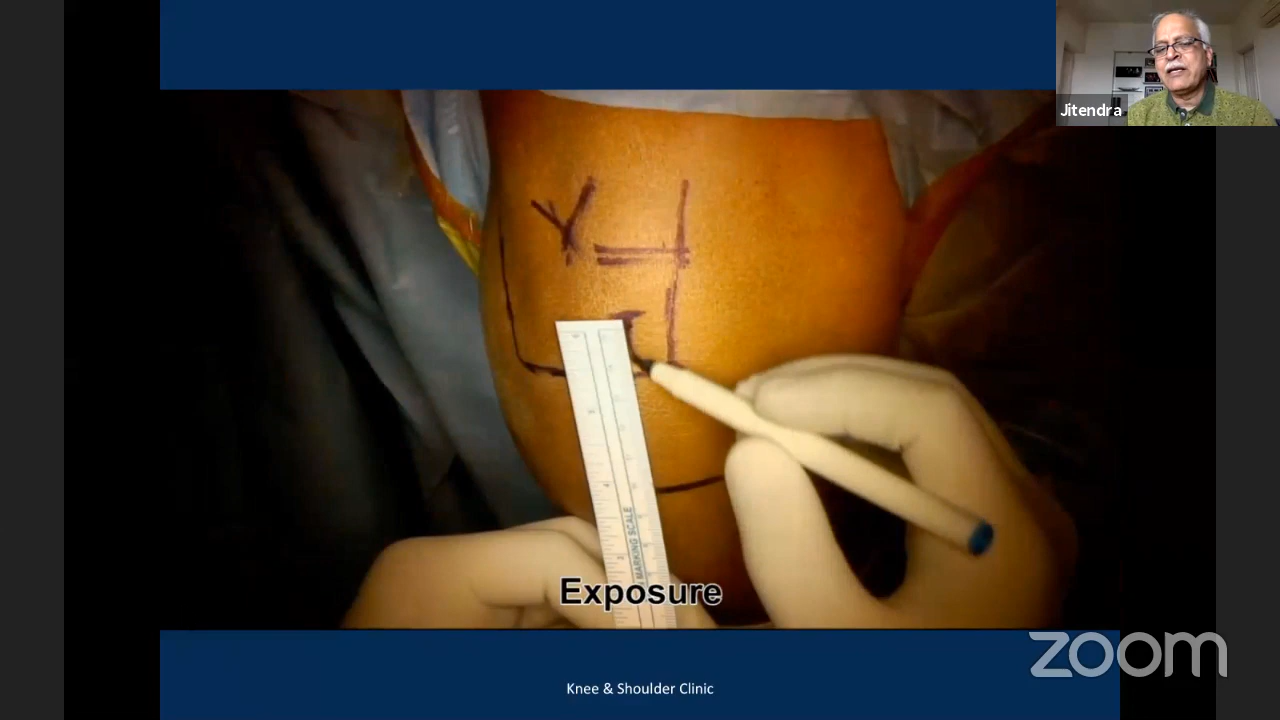 Jitendra
MARKING SCALE
Exposure
zoom
Knee & Shoulder Clinic